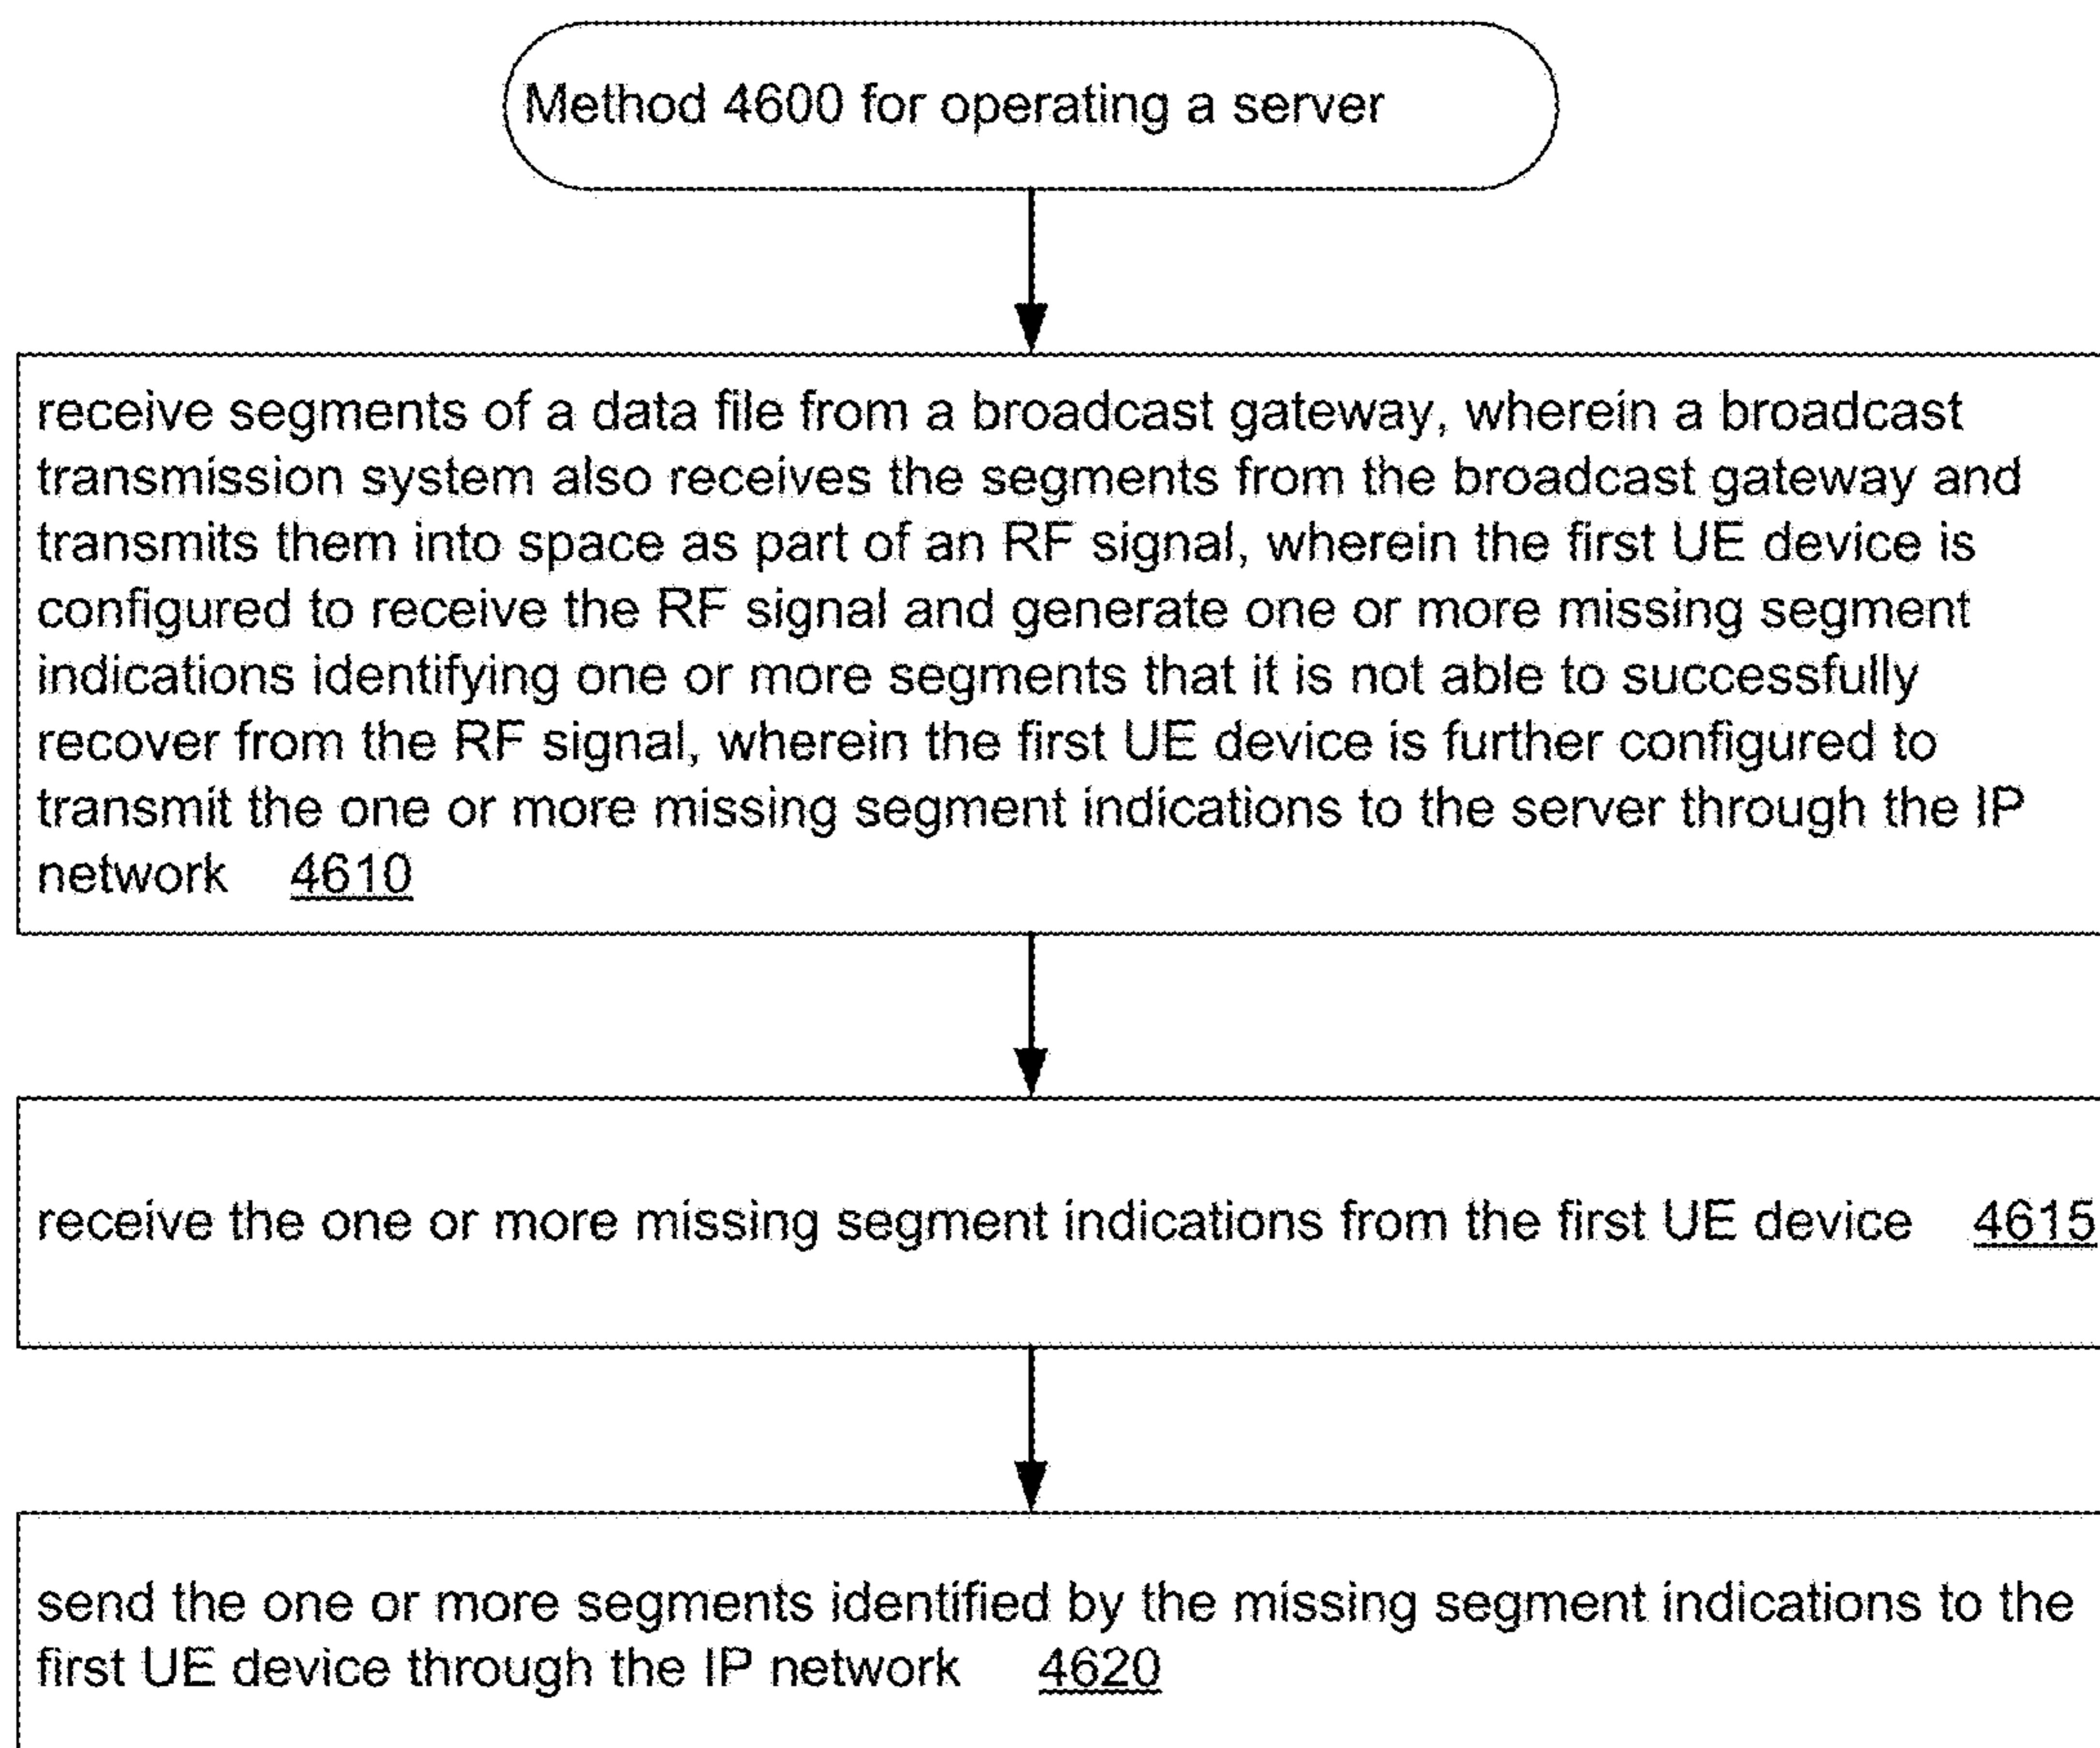 Method 4600 for operating a server
receive segments of a data file from a broadcast gateway, wherein a broadcast
transmission system also receives the segments from the broadcast gateway and
transmits them into space as part of an RF signal, wherein the first UE device is
configured to receive the RF signal and generate one or more missing segment
indications identifying one or more segments that it is not able to successfully
recover from the RF signal, wherein the first UE device is further configured to
transmit the one or more missing segment indications to the server through the IP
network 4610
receive the one or more missing segment indications from the first UE device 4615
send the one or more segments identified by the missing segment indications to the
first UE device through the IP network 4620